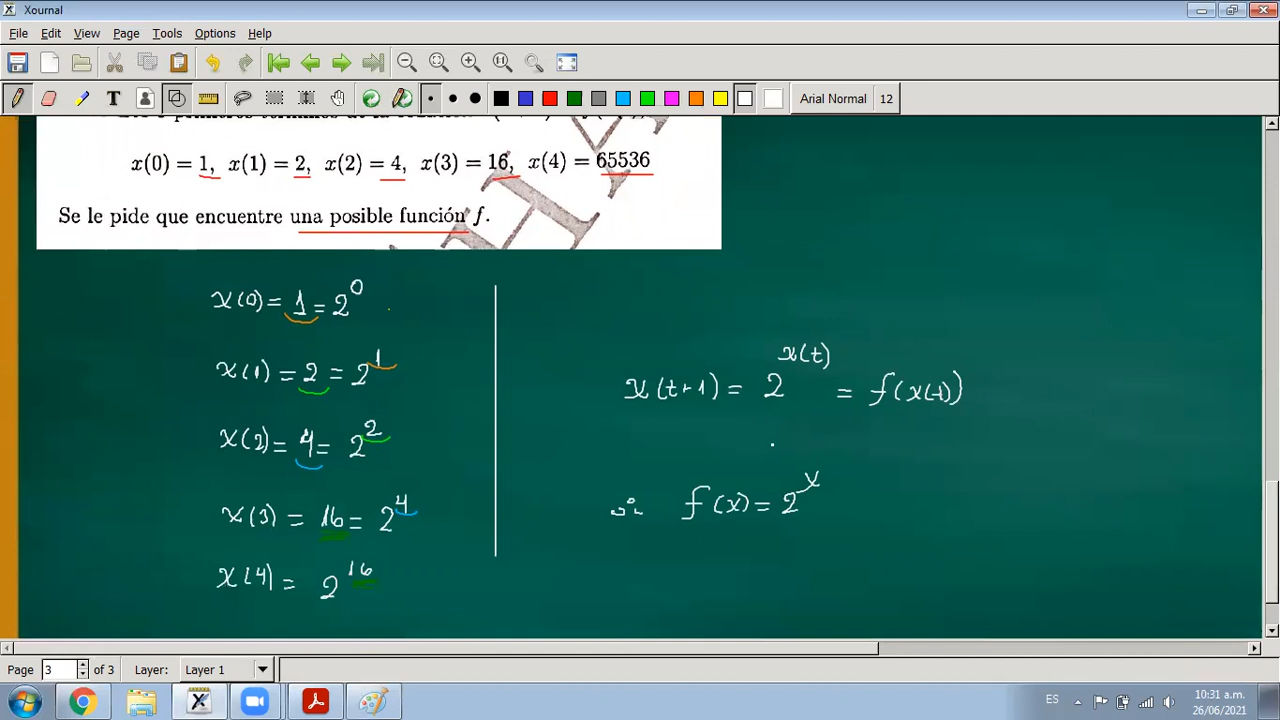 Xournal
File Edit View Page Tools Options Help
Arial Normal 12
x(0) = 1, x(1) = 2, x(2) = 4, x(3) = 16, x(4) = 65536
Se le pide que encuentre una posible función f.
x(0) = 1 = 2^0
x(1) = 2 = 2^1
x(2) = 4 = 2^2
x(3) = 16 = 2^4
x(4) = 2^16
x(t+1) = 2^x(t) = f(x(t))
∴ f(x) = 2^x
Page 3 of 3 Layer: Layer 1
ES 10:31 a.m.
26/06/2021